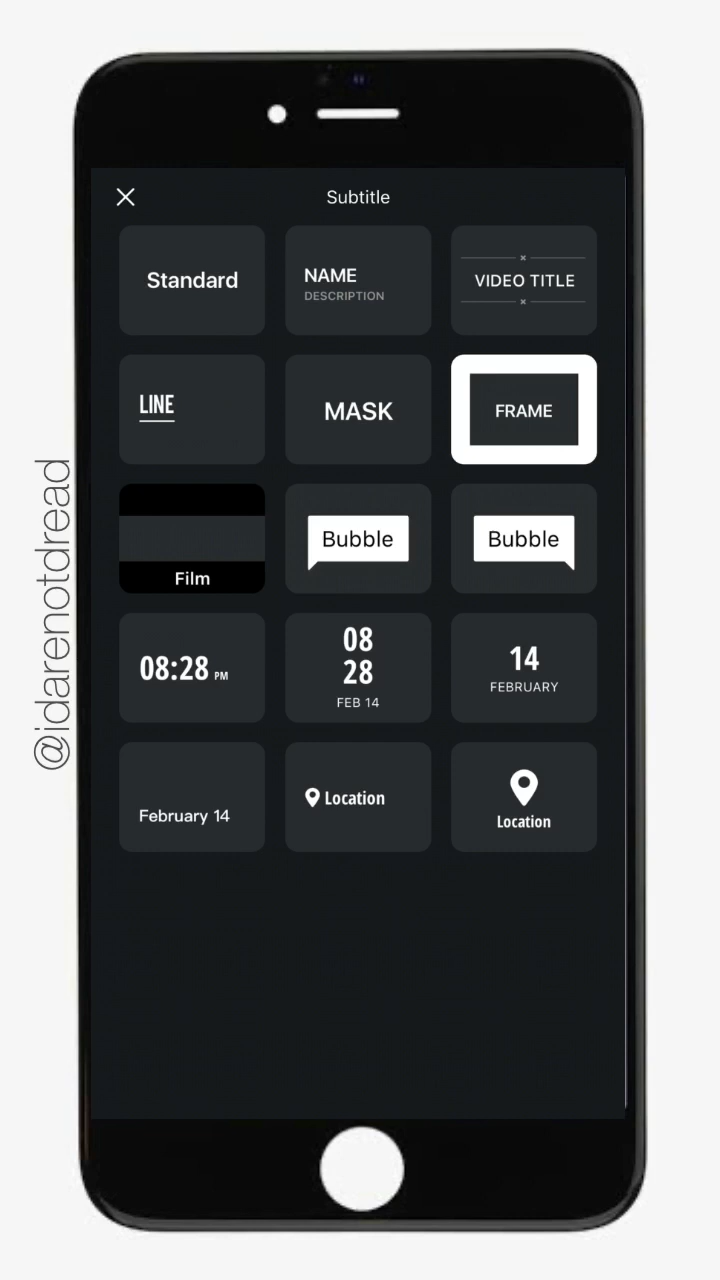 Subtitle
Standard
NAME
DESCRIPTION
VIDEO TITLE
LINE
MASK
FRAME
Film
Bubble
Bubble
08:28 PM
08
28
FEB 14
14
FEBRUARY
February 14
Location
Location
@idarenotdread